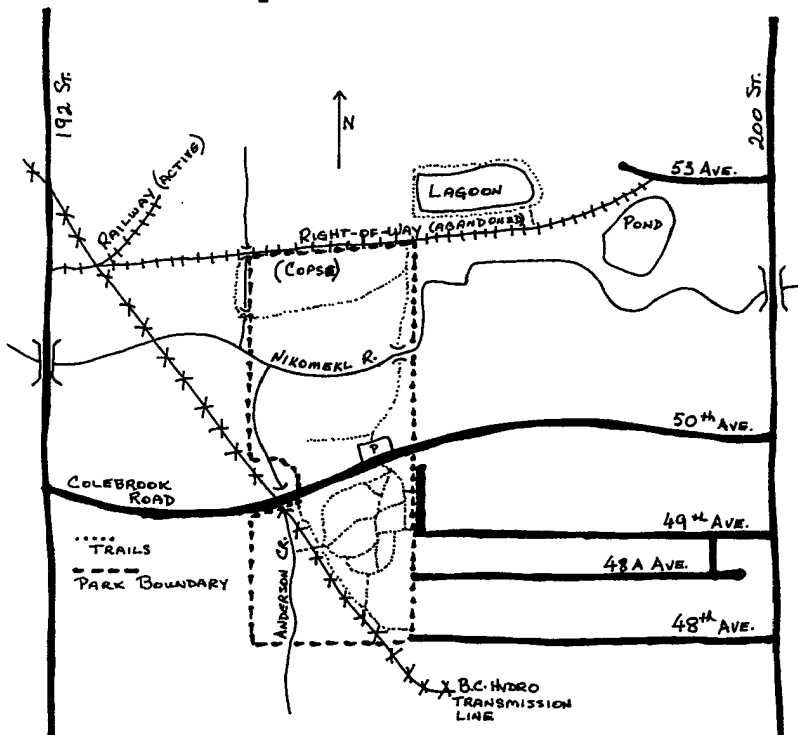 192 ST.
200 ST.
N
RAILWAY (ACTIVE)
53 AVE.
LAGOON
RIGHT-OF-WAY (ABANDONED)
POND
(COPSE)
NIKOMEKL R.
50th AVE.
P
COLEBROOK
ROAD
49th AVE.
TRAILS
48A AVE.
PARK BOUNDARY
ANDERSON CR.
48th AVE.
B.C. HYDRO
TRANSMISSION
LINE